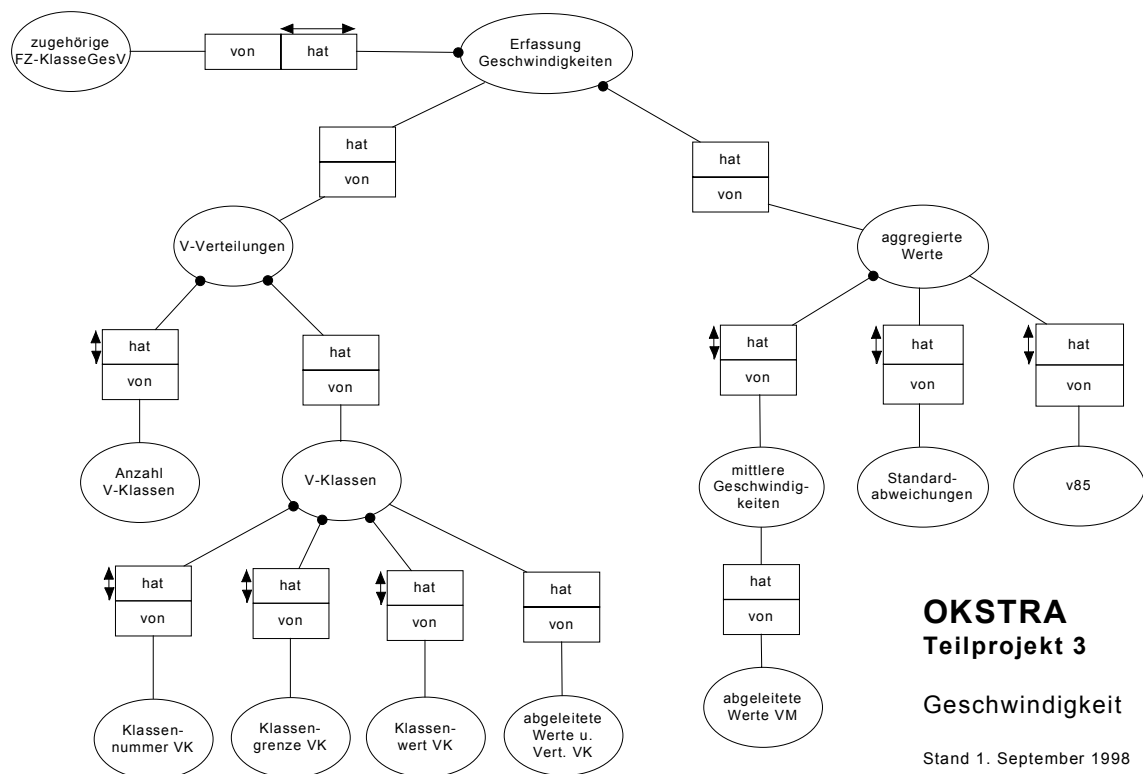 zugehörige
FZ-KlasseGesV
von
hat
Erfassung
Geschwindigkeiten
hat
von
hat
von
V-Verteilungen
aggregierte
Werte
hat
von
hat
von
hat
von
hat
von
hat
von
Anzahl
V-Klassen
V-Klassen
mittlere
Geschwindig-
keiten
Standard-
abweichungen
v85
hat
von
hat
von
hat
von
hat
von
hat
von
Klassen-
nummer VK
Klassen-
grenze VK
Klassen-
wert VK
abgeleitete
Werte u.
Vert. VK
abgeleitete
Werte VM
OKSTRA
Teilprojekt 3
Geschwindigkeit
Stand 1. September 1998